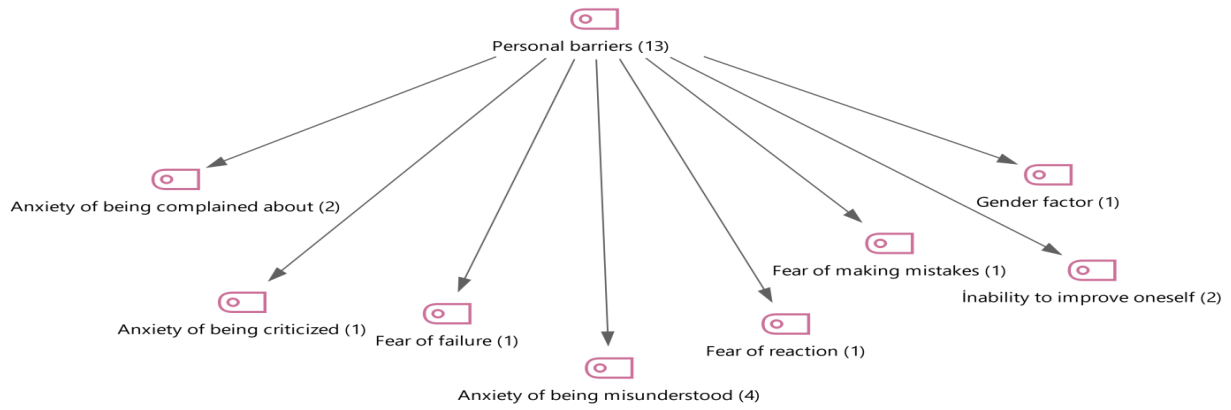 Personal barriers (13)
Anxiety of being complained about (2)
Gender factor (1)
Fear of making mistakes (1)
İnability to improve oneself (2)
Anxiety of being criticized (1)
Fear of failure (1)
Fear of reaction (1)
Anxiety of being misunderstood (4)